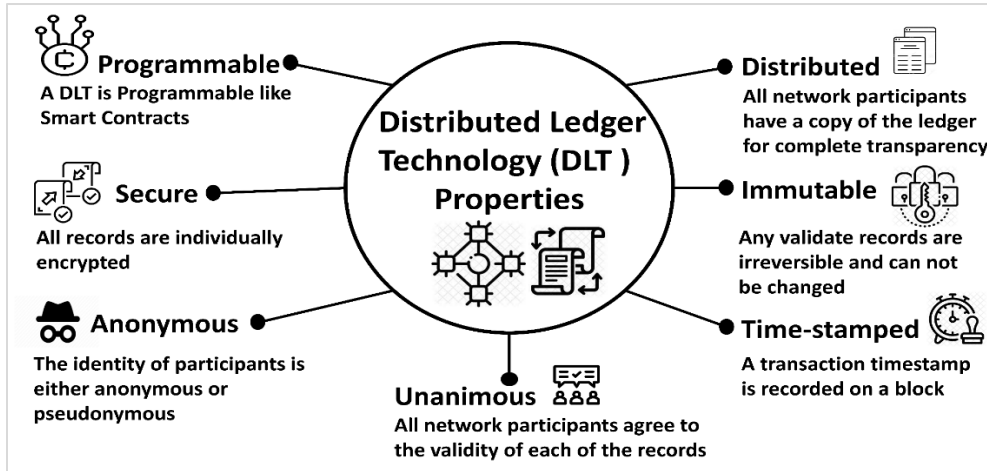 Distributed Ledger
Technology (DLT )
Properties
Programmable
A DLT is Programmable like
Smart Contracts
Secure
All records are individually
encrypted
Anonymous
The identity of participants is
either anonymous or
pseudonymous
Unanimous
All network participants agree to
the validity of each of the records
Distributed
All network participants
have a copy of the ledger
for complete transparency
Immutable
Any validate records are
irreversible and can not
be changed
Time-stamped
A transaction timestamp
is recorded on a block